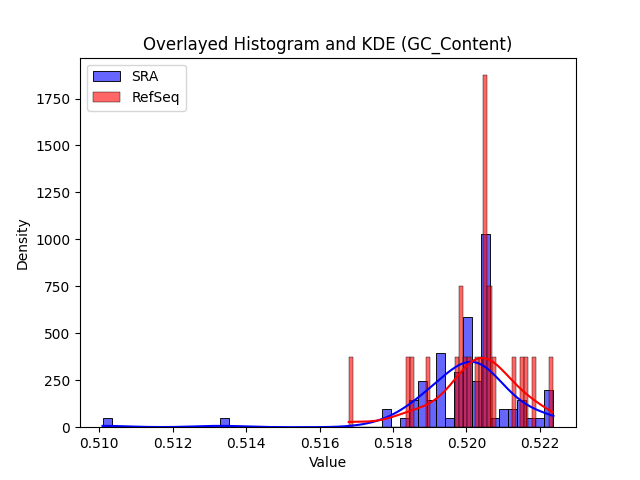 Overlayed Histogram and KDE (GC_Content)
SRA
RefSeq
1750
1500
1250
1000
750
500
250
0
Density
0.510 0.512 0.514 0.516 0.518 0.520 0.522
Value